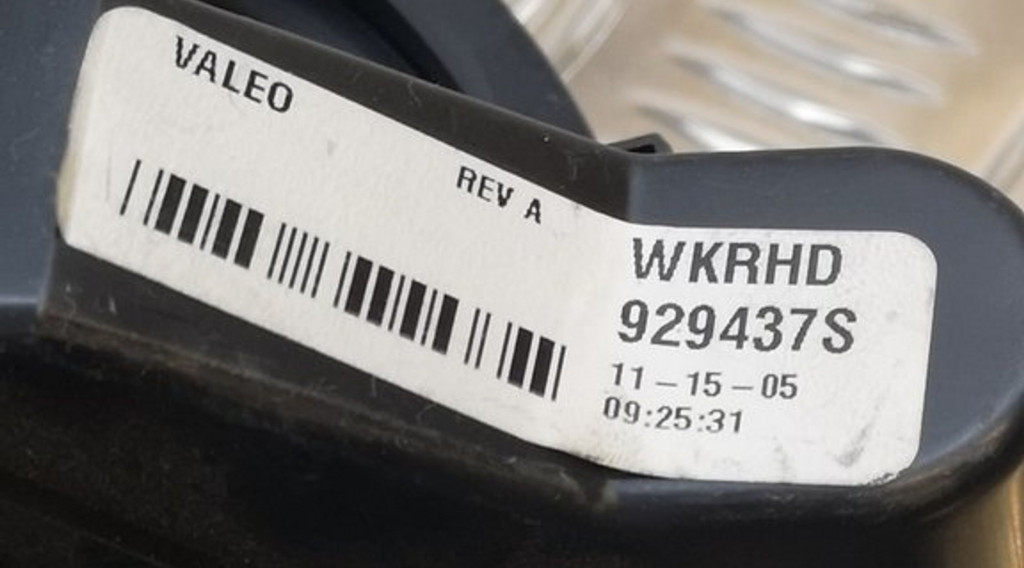 VALEO
REV A
WKRHD
929437S
11-15-05
09:25:31